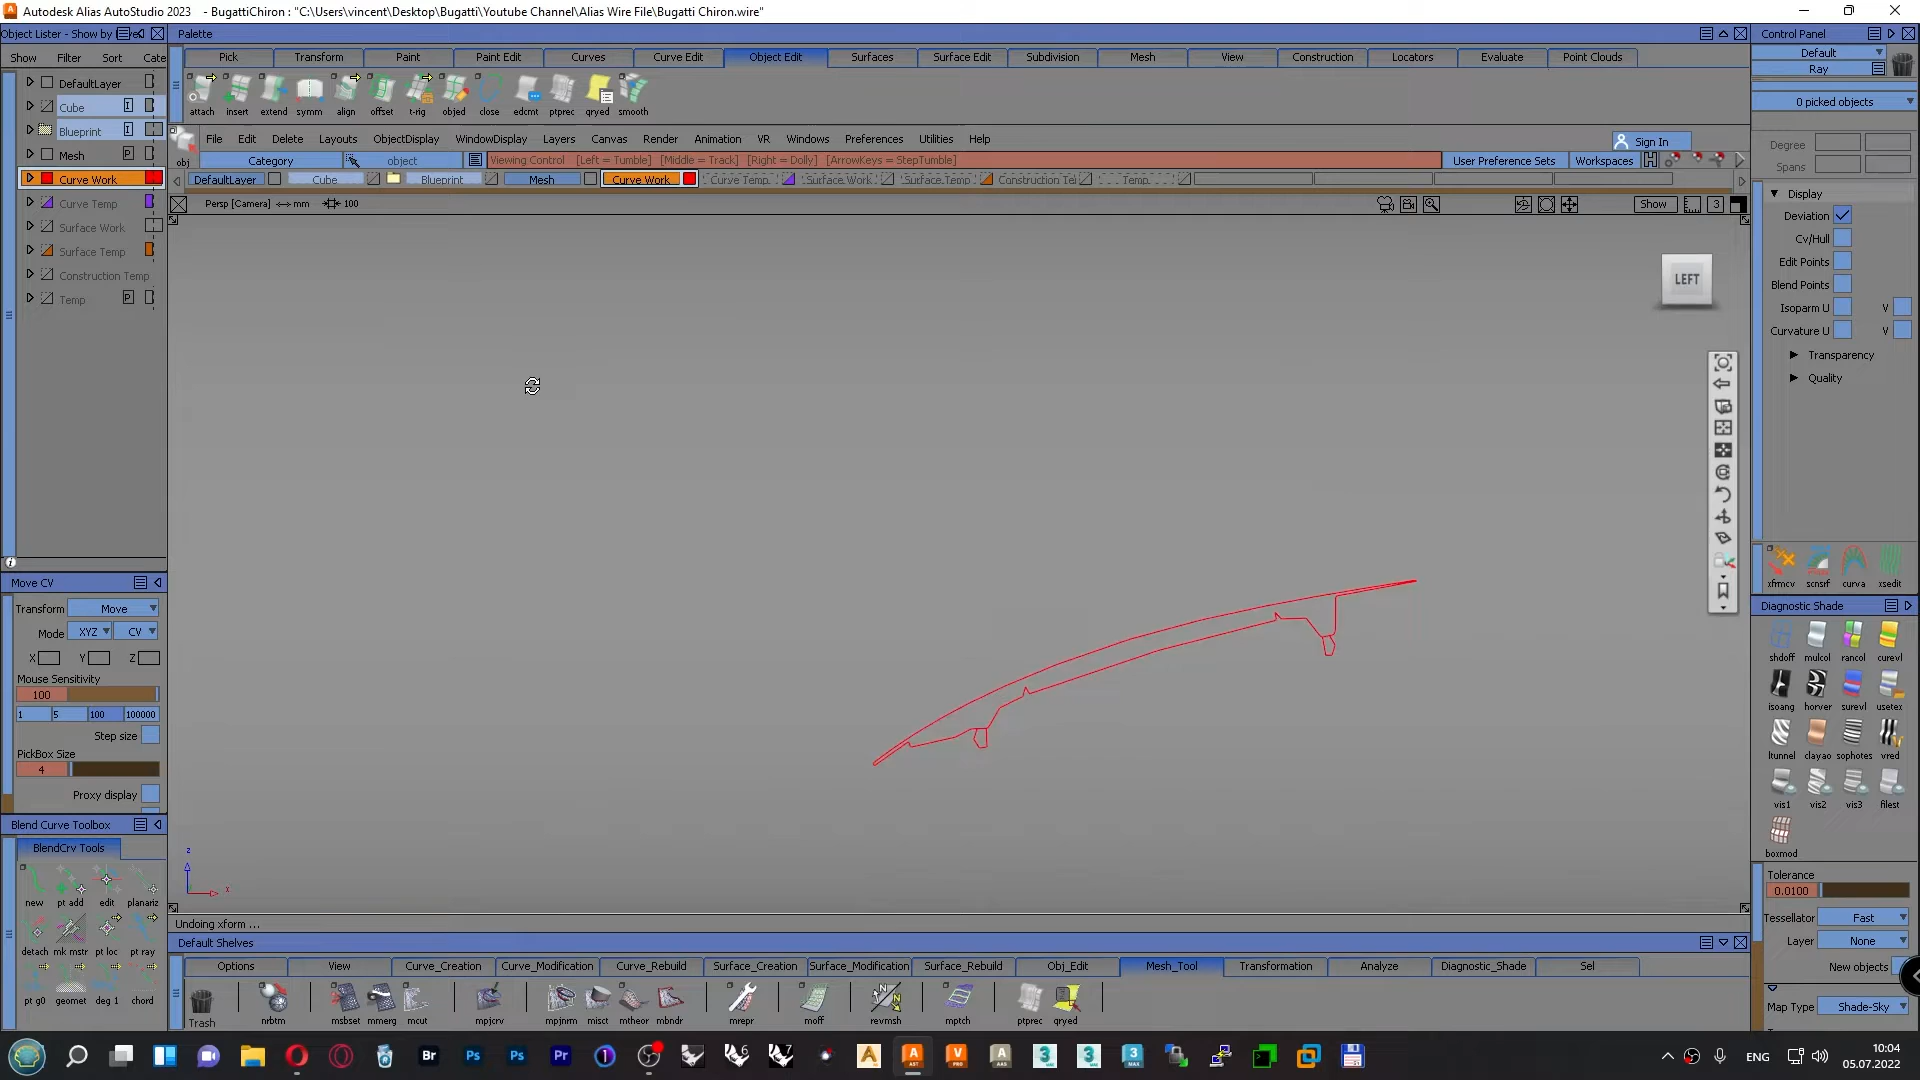 Autodesk Alias AutoStudio 2023 - BugattiChiron : "C:\Users\vincent\Desktop\Bugatti\Youtube Channel\Alias Wire File\Bugatti Chiron.wire"
Object Lister - Show by
Palette
Control Panel
Show Filter Sort Cate
Pick Transform Paint Paint Edit Curves Curve Edit Object Edit Surfaces Surface Edit Subdivision Mesh View Construction Locators Evaluate Point Clouds
Default
Ray
DefaultLayer
Cube I
Blueprint I
Mesh P
Curve Work
Curve Temp
Surface Work
Surface Temp
Construction Temp
Temp P
attach insert extend symm align offset t-rig objed close edcmt ptprec qryed smooth
0 picked objects
File Edit Delete Layouts ObjectDisplay WindowDisplay Layers Canvas Render Animation VR Windows Preferences Utilities Help
Sign In
obj Category object Viewing Control [Left = Tumble] [Middle = Track] [Right = Dolly] [ArrowKeys = StepTumble] User Preference Sets Workspaces
DefaultLayer Cube Blueprint Mesh Curve Work Curve Temp Surface Work Surface Temp Construction Te Temp
Persp [Camera] mm 100
Show 3
Degree
Spans
Display
Deviation
Cv/Hull
Edit Points
Blend Points
Isoparm U V
Curvature U V
Transparency
Quality
LEFT
xfrmcv scnsrf curva xsedit
Move CV
Transform Move
Mode XYZ CV
X Y Z
Mouse Sensitivity
100
1 5 100 100000
Step size
PickBox Size
4
Proxy display
Diagnostic Shade
shdoff mulcol rancol curevl
isoang horver surevl usetex
ltunnel clayao sophotes vred
vis1 vis2 vis3 filest
boxmod
Blend Curve Toolbox
BlendCrv Tools
new pt add edit planariz
detach mk mstr pt loc pt ray
pt g0 geomet deg 1 chord
z
x
Tolerance
0.0100
Tessellator Fast
Layer None
New objects
Map Type Shade-Sky
Undoing xform ...
Default Shelves
Options View Curve_Creation Curve_Modification Curve_Rebuild Surface_Creation Surface_Modification Surface_Rebuild Obj_Edit Mesh_Tool Transformation Analyze Diagnostic_Shade Sel
Trash nrbtm msbset mmerg mcut mpjcrv mpjnrm misct mtheor mbndr mrepr moff revmsh mptch ptprec qryed
Br Ps Ps Pr
ENG
10:04
05.07.2022